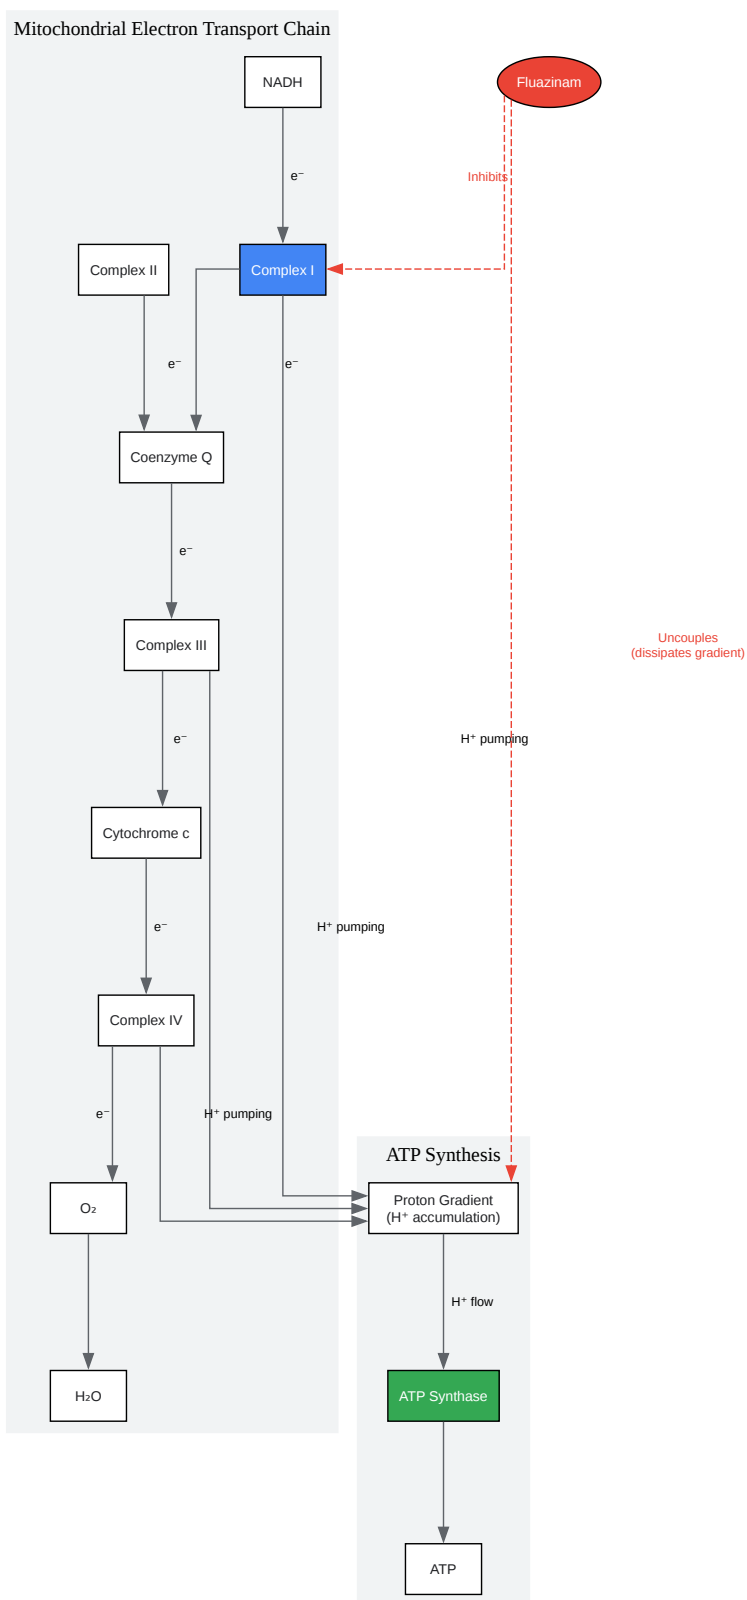 Mitochondrial Electron Transport Chain
NADH
Fluazinam
e⁻
Inhibits
Complex II
Complex I
e⁻
e⁻
Coenzyme Q
e⁻
Complex III
Uncouples
(dissipates gradient)
e⁻
H⁺ pumping
Cytochrome c
e⁻
H⁺ pumping
Complex IV
e⁻
H⁺ pumping
ATP Synthesis
O₂
Proton Gradient
(H⁺ accumulation)
H⁺ flow
H₂O
ATP Synthase
ATP